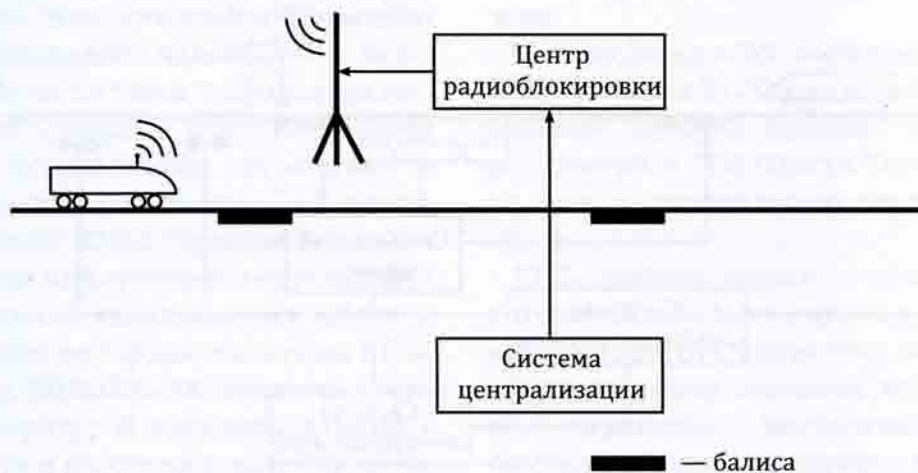 Центр
радиоблокировки
Система
централизации
— балиса